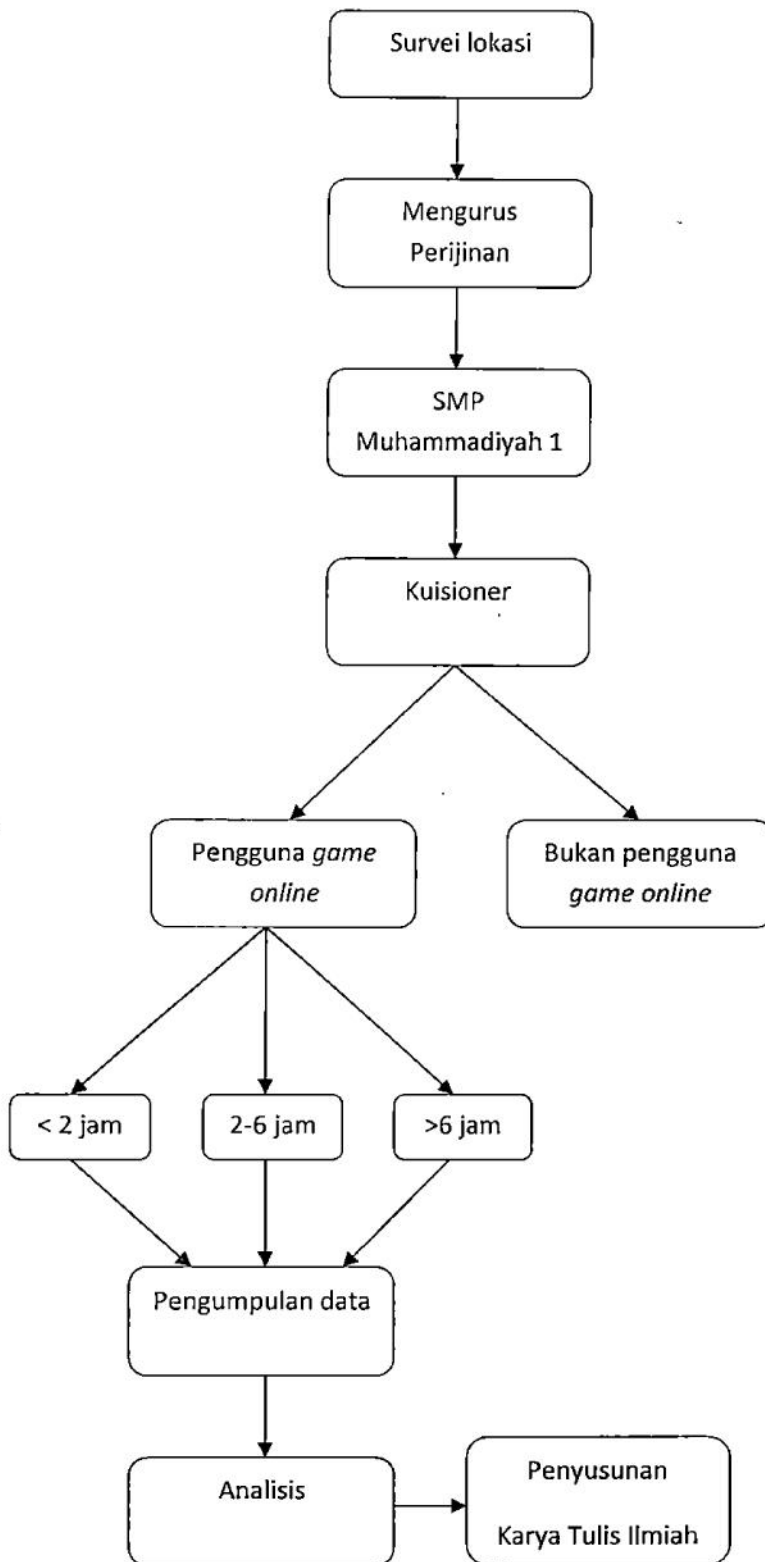 Survei lokasi
Mengurus
Perijinan
SMP
Muhammadiyah 1
Kuisioner
Pengguna game
online
Bukan pengguna
game online
< 2 jam
2-6 jam
>6 jam
Pengumpulan data
Analisis
Penyusunan
Karya Tulis Ilmiah